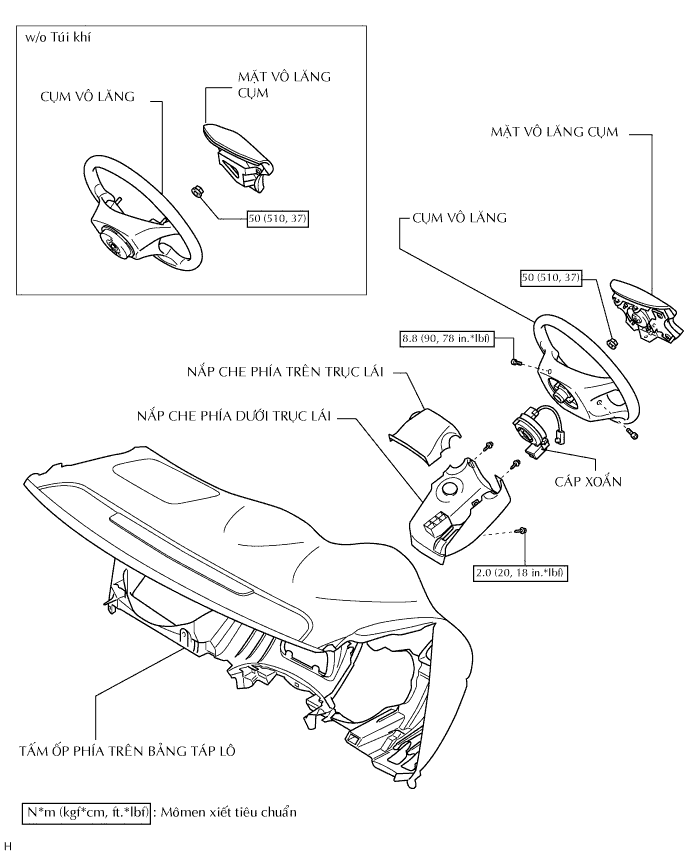 w/o Túi khí
MẶT VÔ LĂNG
CỤM
CỤM VÔ LĂNG
50 (510, 37)
MẶT VÔ LĂNG CỤM
CỤM VÔ LĂNG
50 (510, 37)
8.8 (90, 78 in.*lbf)
NẮP CHE PHÍA TRÊN TRỤC LÁI
NẮP CHE PHÍA DƯỚI TRỤC LÁI
CÁP XOẮN
2.0 (20, 18 in.*lbf)
TẤM ỐP PHÍA TRÊN BẢNG TÁP LÔ
N*m (kgf*cm, ft.*lbf) : Mômen xiết tiêu chuẩn
H